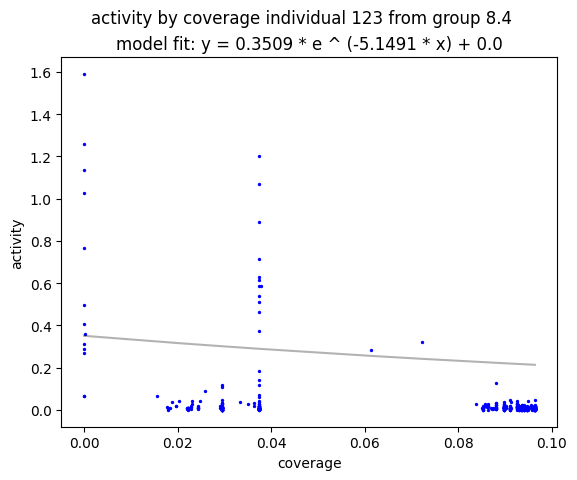 activity by coverage individual 123 from group 8.4
model fit: y = 0.3509 * e ^ (-5.1491 * x) + 0.0
1.6
1.4
1.2
1.0
0.8
0.6
0.4
0.2
0.0
activity
0.00 0.02 0.04 0.06 0.08 0.10
coverage